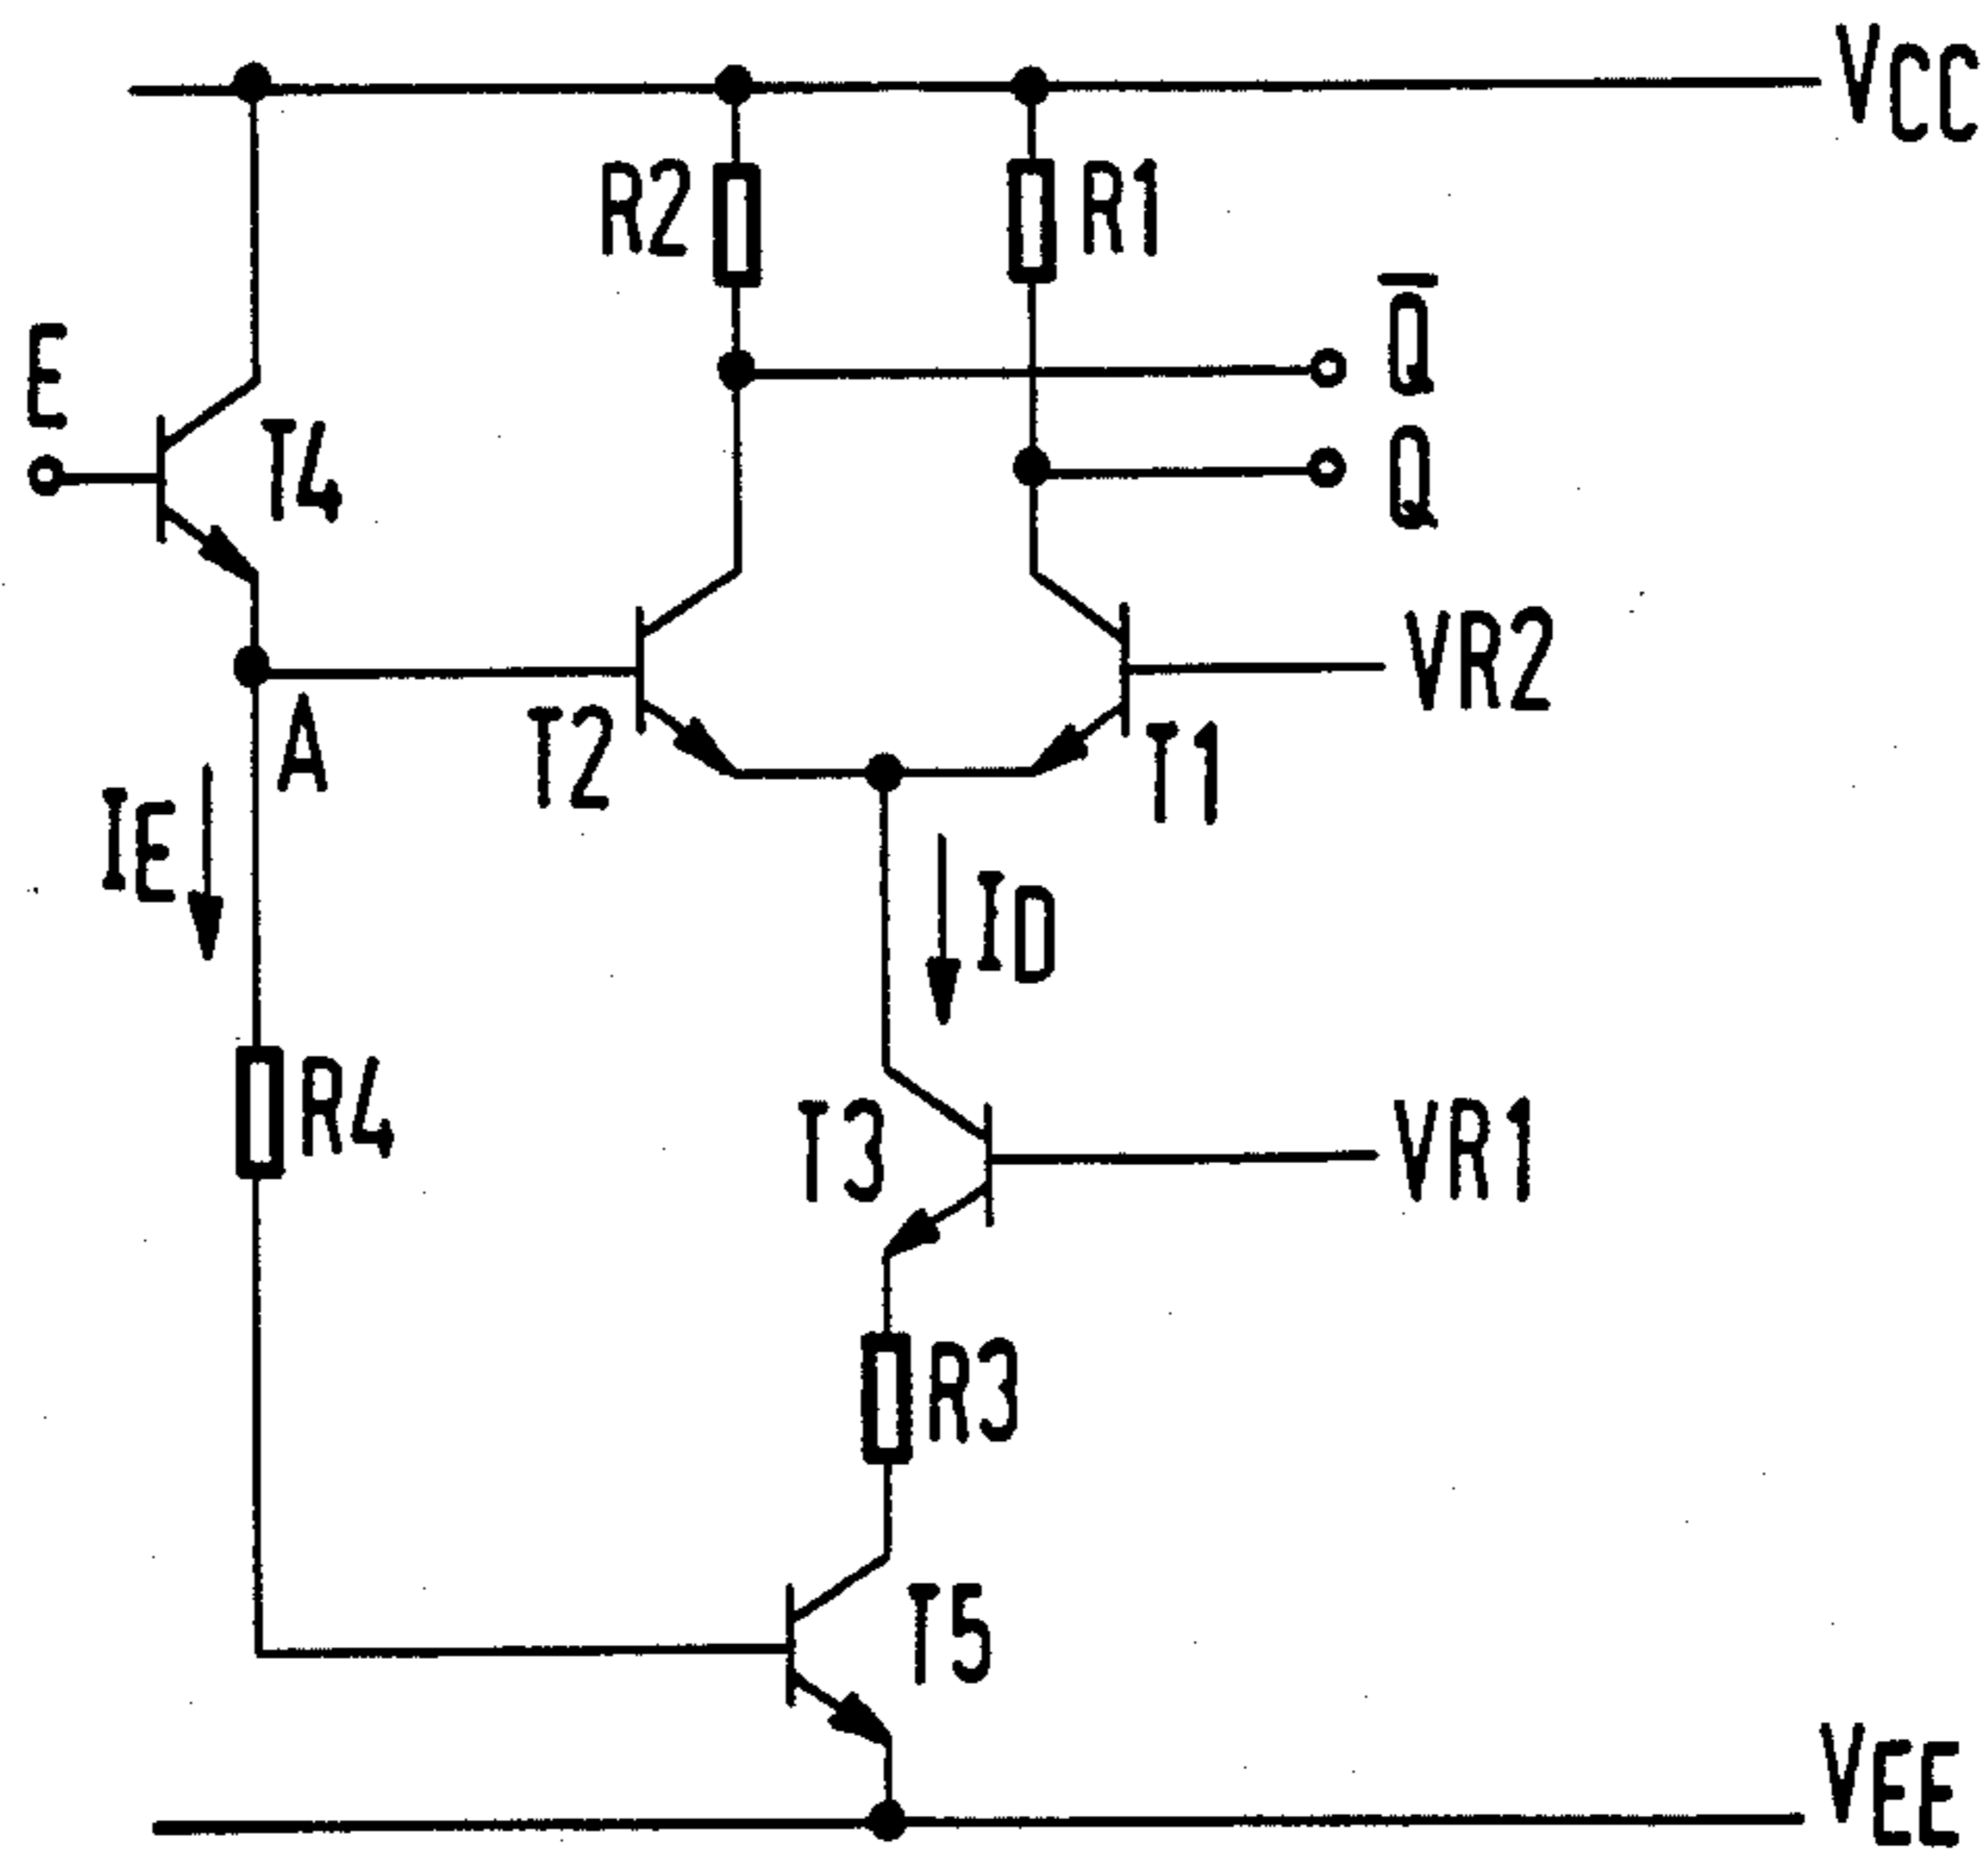 VCC
R2
R1
Q̅
E
T4
Q
VR2
A
T2
T1
IE
ID
R4
T3
VR1
R3
T5
VEE